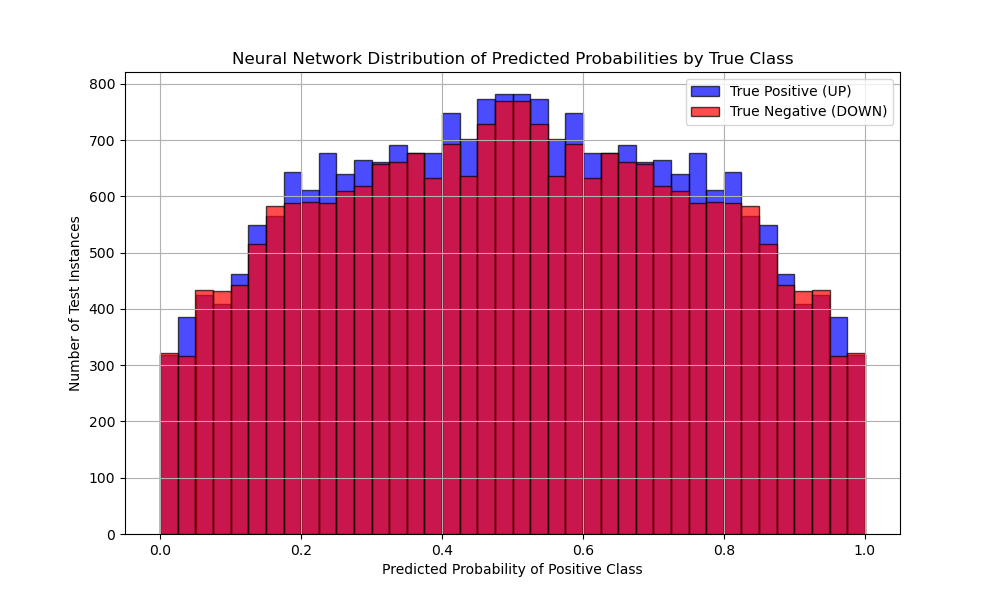 Neural Network Distribution of Predicted Probabilities by True Class
True Positive (UP)
True Negative (DOWN)
Number of Test Instances
800
700
600
500
400
300
200
100
0
0.0 0.2 0.4 0.6 0.8 1.0
Predicted Probability of Positive Class